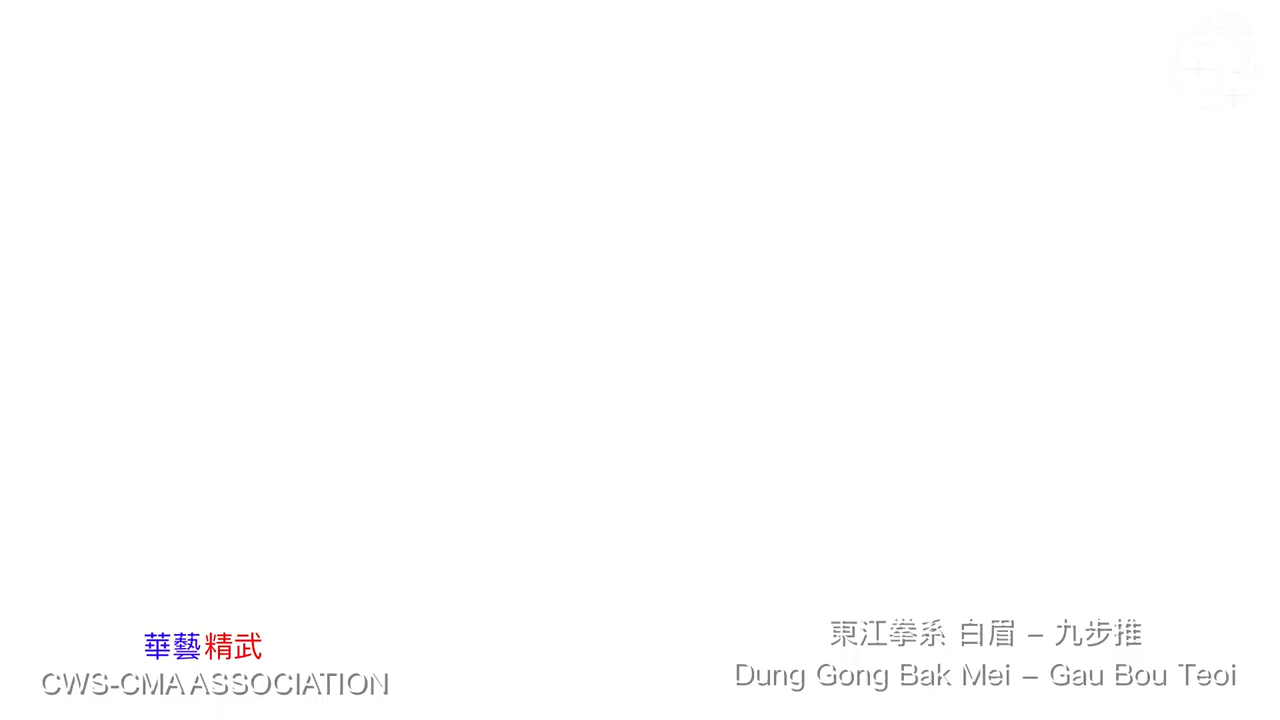 華藝精武
CWS-CMA ASSOCIATION
東江拳系 白眉 – 九步推
Dung Gong Bak Mei – Gau Bou Teoi